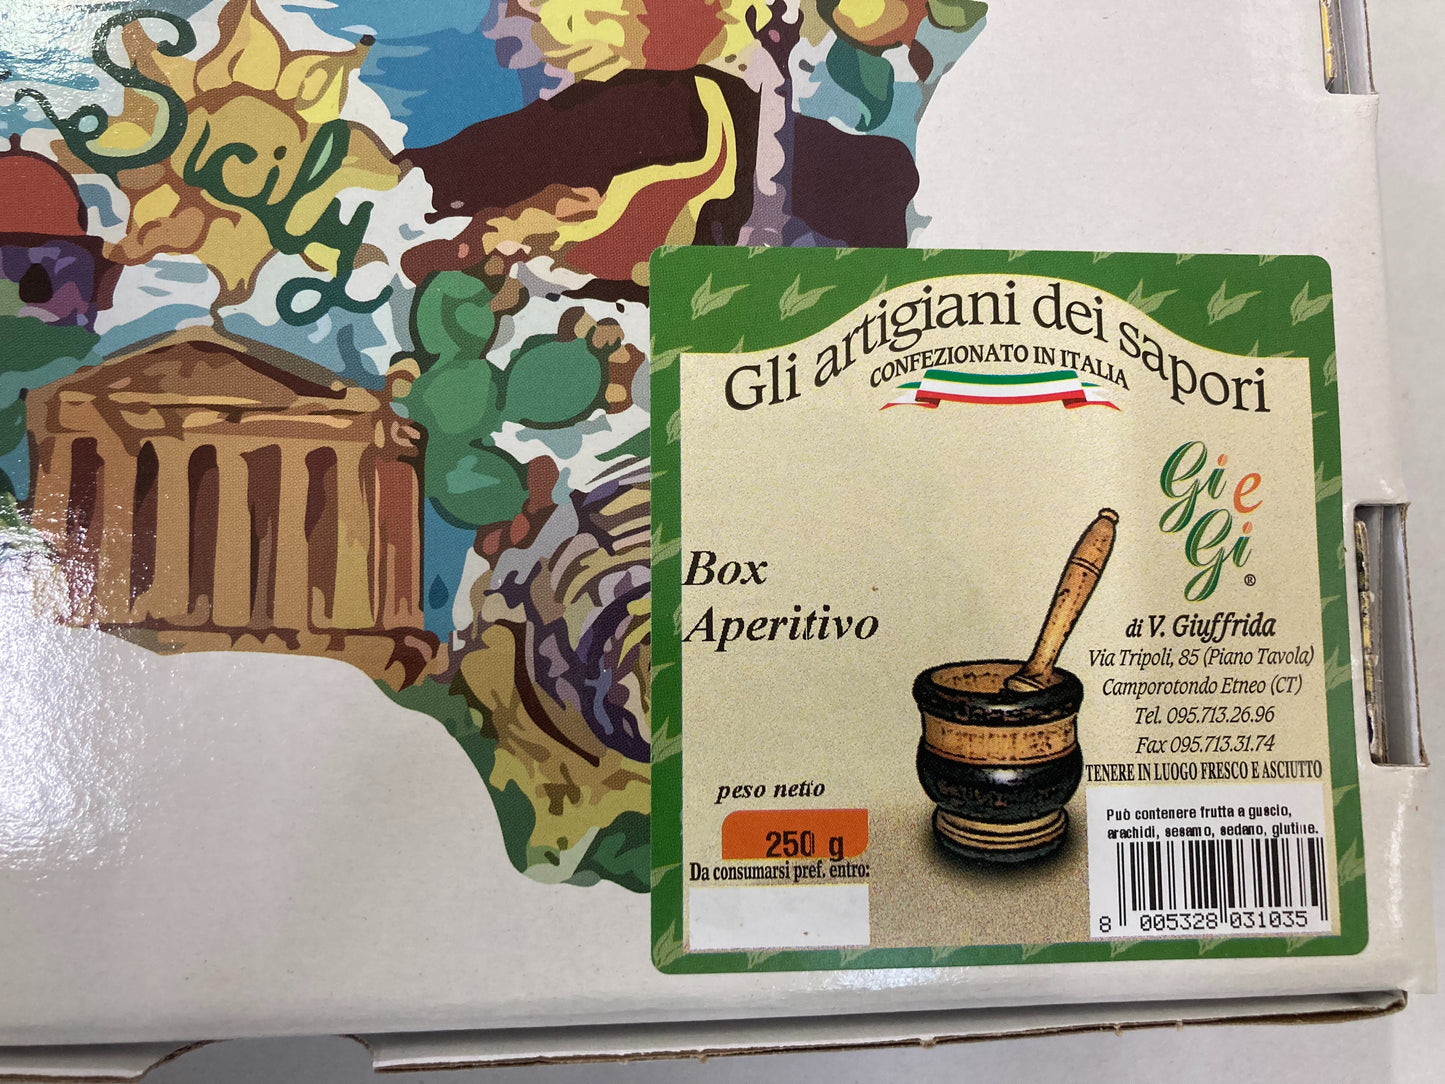 Sicily
Gli artigiani dei sapori
CONFEZIONATO IN ITALIA
Gi e
Gi
®
Box
Aperitivo
di V. Giuffrida
Via Tripoli, 85 (Piano Tavola)
Camporotondo Etneo (CT)
Tel. 095.713.26.96
Fax 095.713.31.74
TENERE IN LUOGO FRESCO E ASCIUTTO
peso netto
250 g
Da consumarsi pref. entro:
Può contenere frutta a guscio,
arachidi, sesamo, sedano, glutine.
8 005328 031035